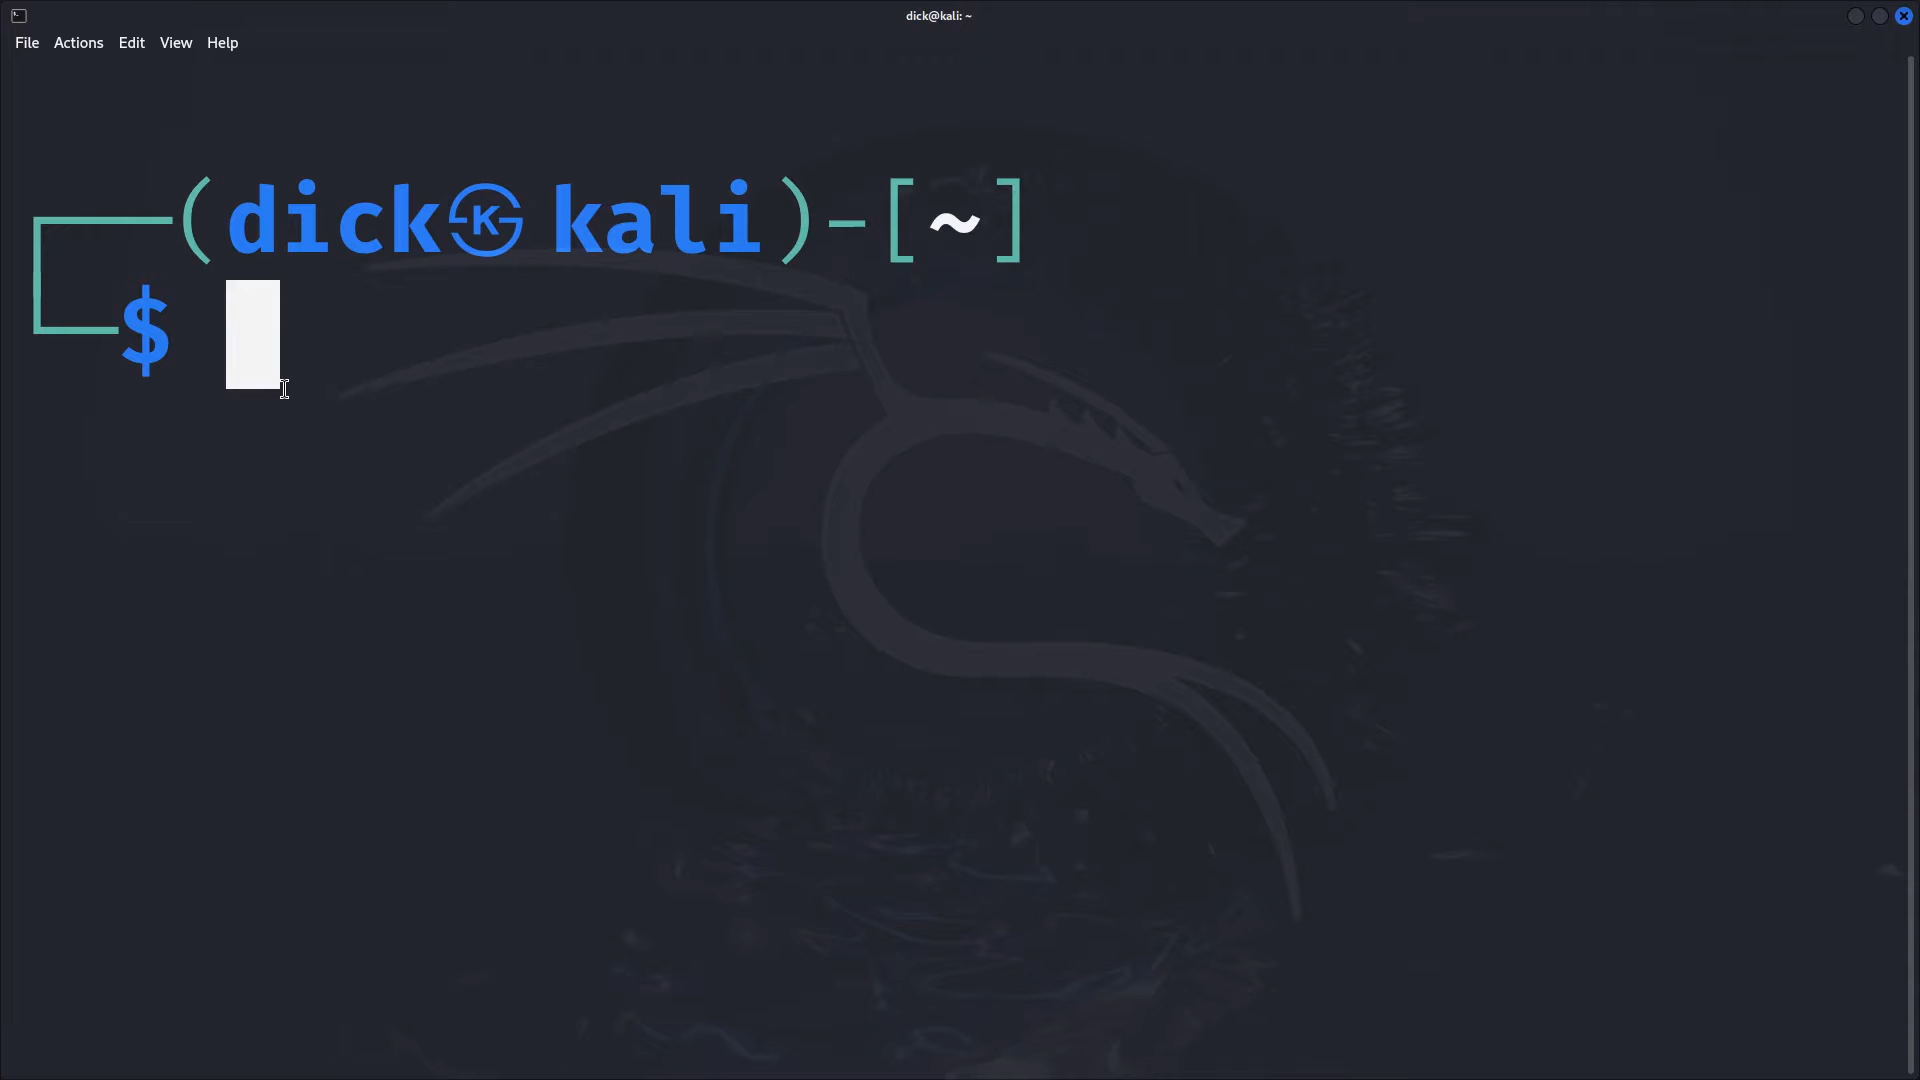 dick@kali: ~
File Actions Edit View Help
┌──(dick㉿kali)-[~]
└─$